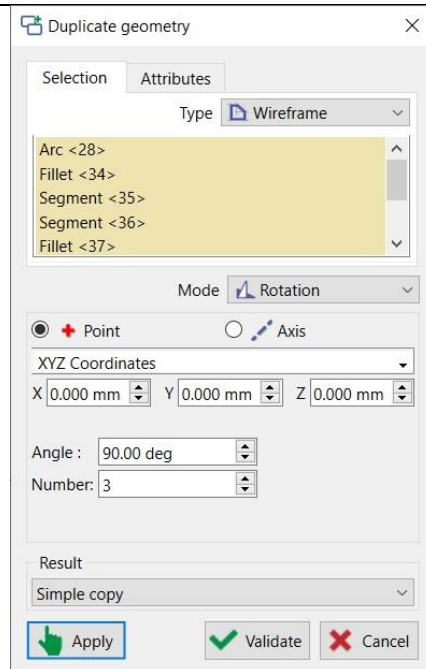 Duplicate geometry
Selection Attributes
Type Wireframe
Arc <28>
Fillet <34>
Segment <35>
Segment <36>
Fillet <37>
Mode Rotation
Point Axis
XYZ Coordinates
X 0.000 mm Y 0.000 mm Z 0.000 mm
Angle : 90.00 deg
Number: 3
Result
Simple copy
Apply Validate Cancel